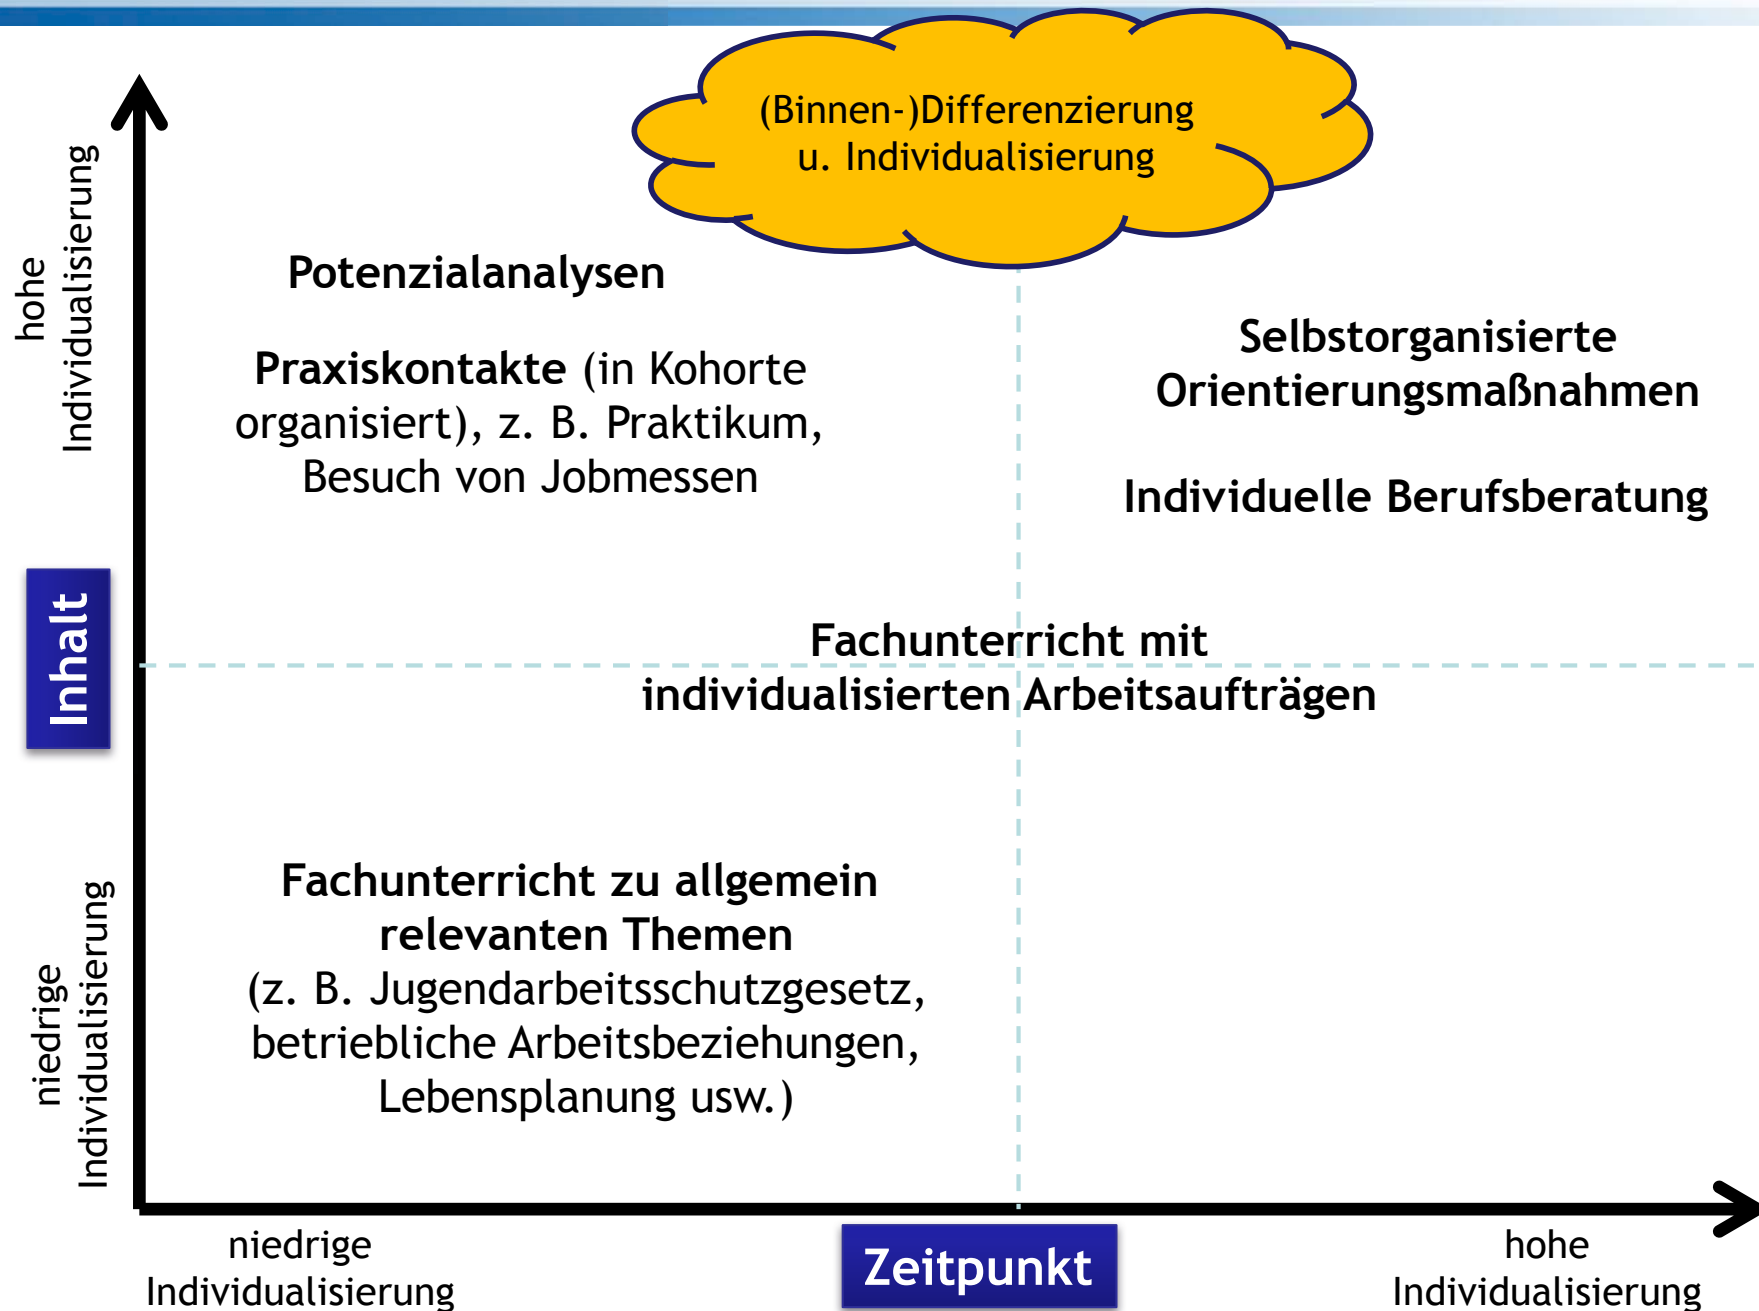 (Binnen-)Differenzierung
u. Individualisierung
hohe
Individualisierung
Potenzialanalysen
Praxiskontakte (in Kohorte
organisiert), z. B. Praktikum,
Besuch von Jobmessen
Selbstorganisierte
Orientierungsmaßnahmen
Individuelle Berufsberatung
Inhalt
Fachunterricht mit
individualisierten Arbeitsaufträgen
niedrige
Individualisierung
Fachunterricht zu allgemein
relevanten Themen
(z. B. Jugendarbeitsschutzgesetz,
betriebliche Arbeitsbeziehungen,
Lebensplanung usw.)
niedrige
Individualisierung
Zeitpunkt
hohe
Individualisierung